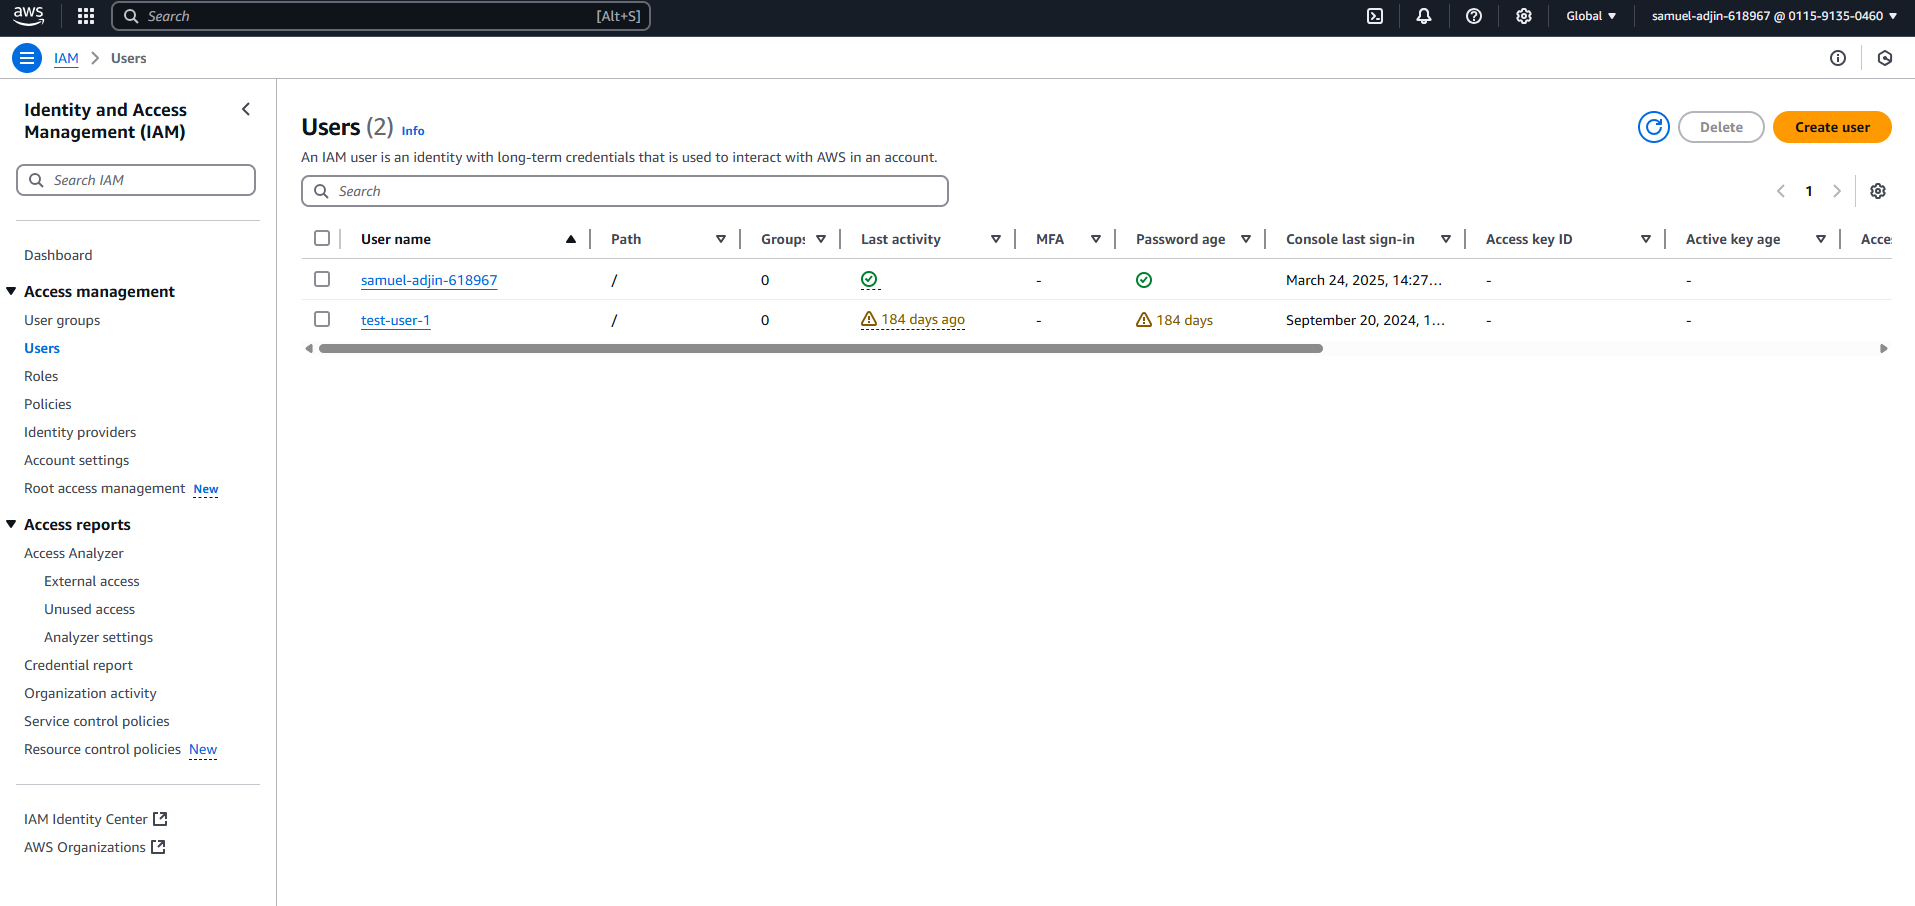 aws
Search
[Alt+S]
Global
samuel-adjin-618967 @ 0115-9135-0460
IAM
Users
Identity and Access
Management (IAM)
Search IAM
Dashboard
Access management
User groups
Users
Roles
Policies
Identity providers
Account settings
Root access management New
Access reports
Access Analyzer
External access
Unused access
Analyzer settings
Credential report
Organization activity
Service control policies
Resource control policies New
IAM Identity Center
AWS Organizations
Users (2) Info
Delete
Create user
An IAM user is an identity with long-term credentials that is used to interact with AWS in an account.
Search
1
User name Path Groups Last activity MFA Password age Console last sign-in Access key ID Active key age Acce
samuel-adjin-618967 / 0 - March 24, 2025, 14:27... - -
test-user-1 / 0 184 days ago - 184 days September 20, 2024, 1... - -